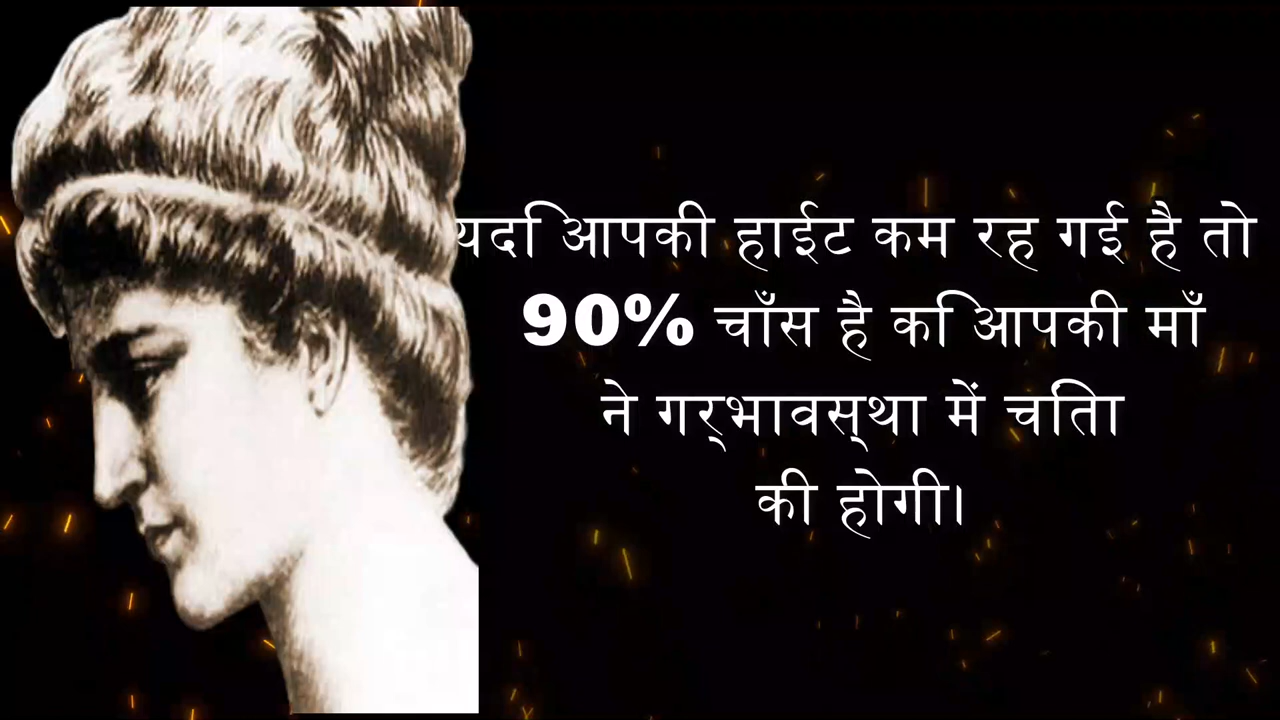 यदि आपकी हाईट कम रह गई है तो
90% चाँस है कि आपकी माँ
ने गर्भावस्था में चिता
की होगी।